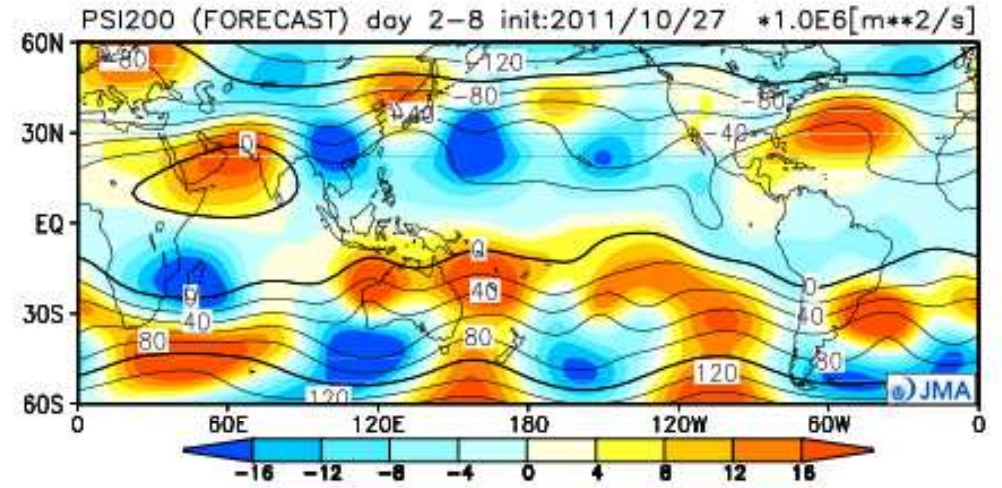 PSI200 (FORECAST) day 2-8 init:2011/10/27 *1.0E6[m**2/s]
60N
-80
-120
-40
-80
-80
30N
0
-40
EQ
0
0
0
30S
40
40
40
80
80
80
120
120
60S
JMA
0 60E 120E 180 120W 60W 0
-16 -12 -8 -4 0 4 8 12 16